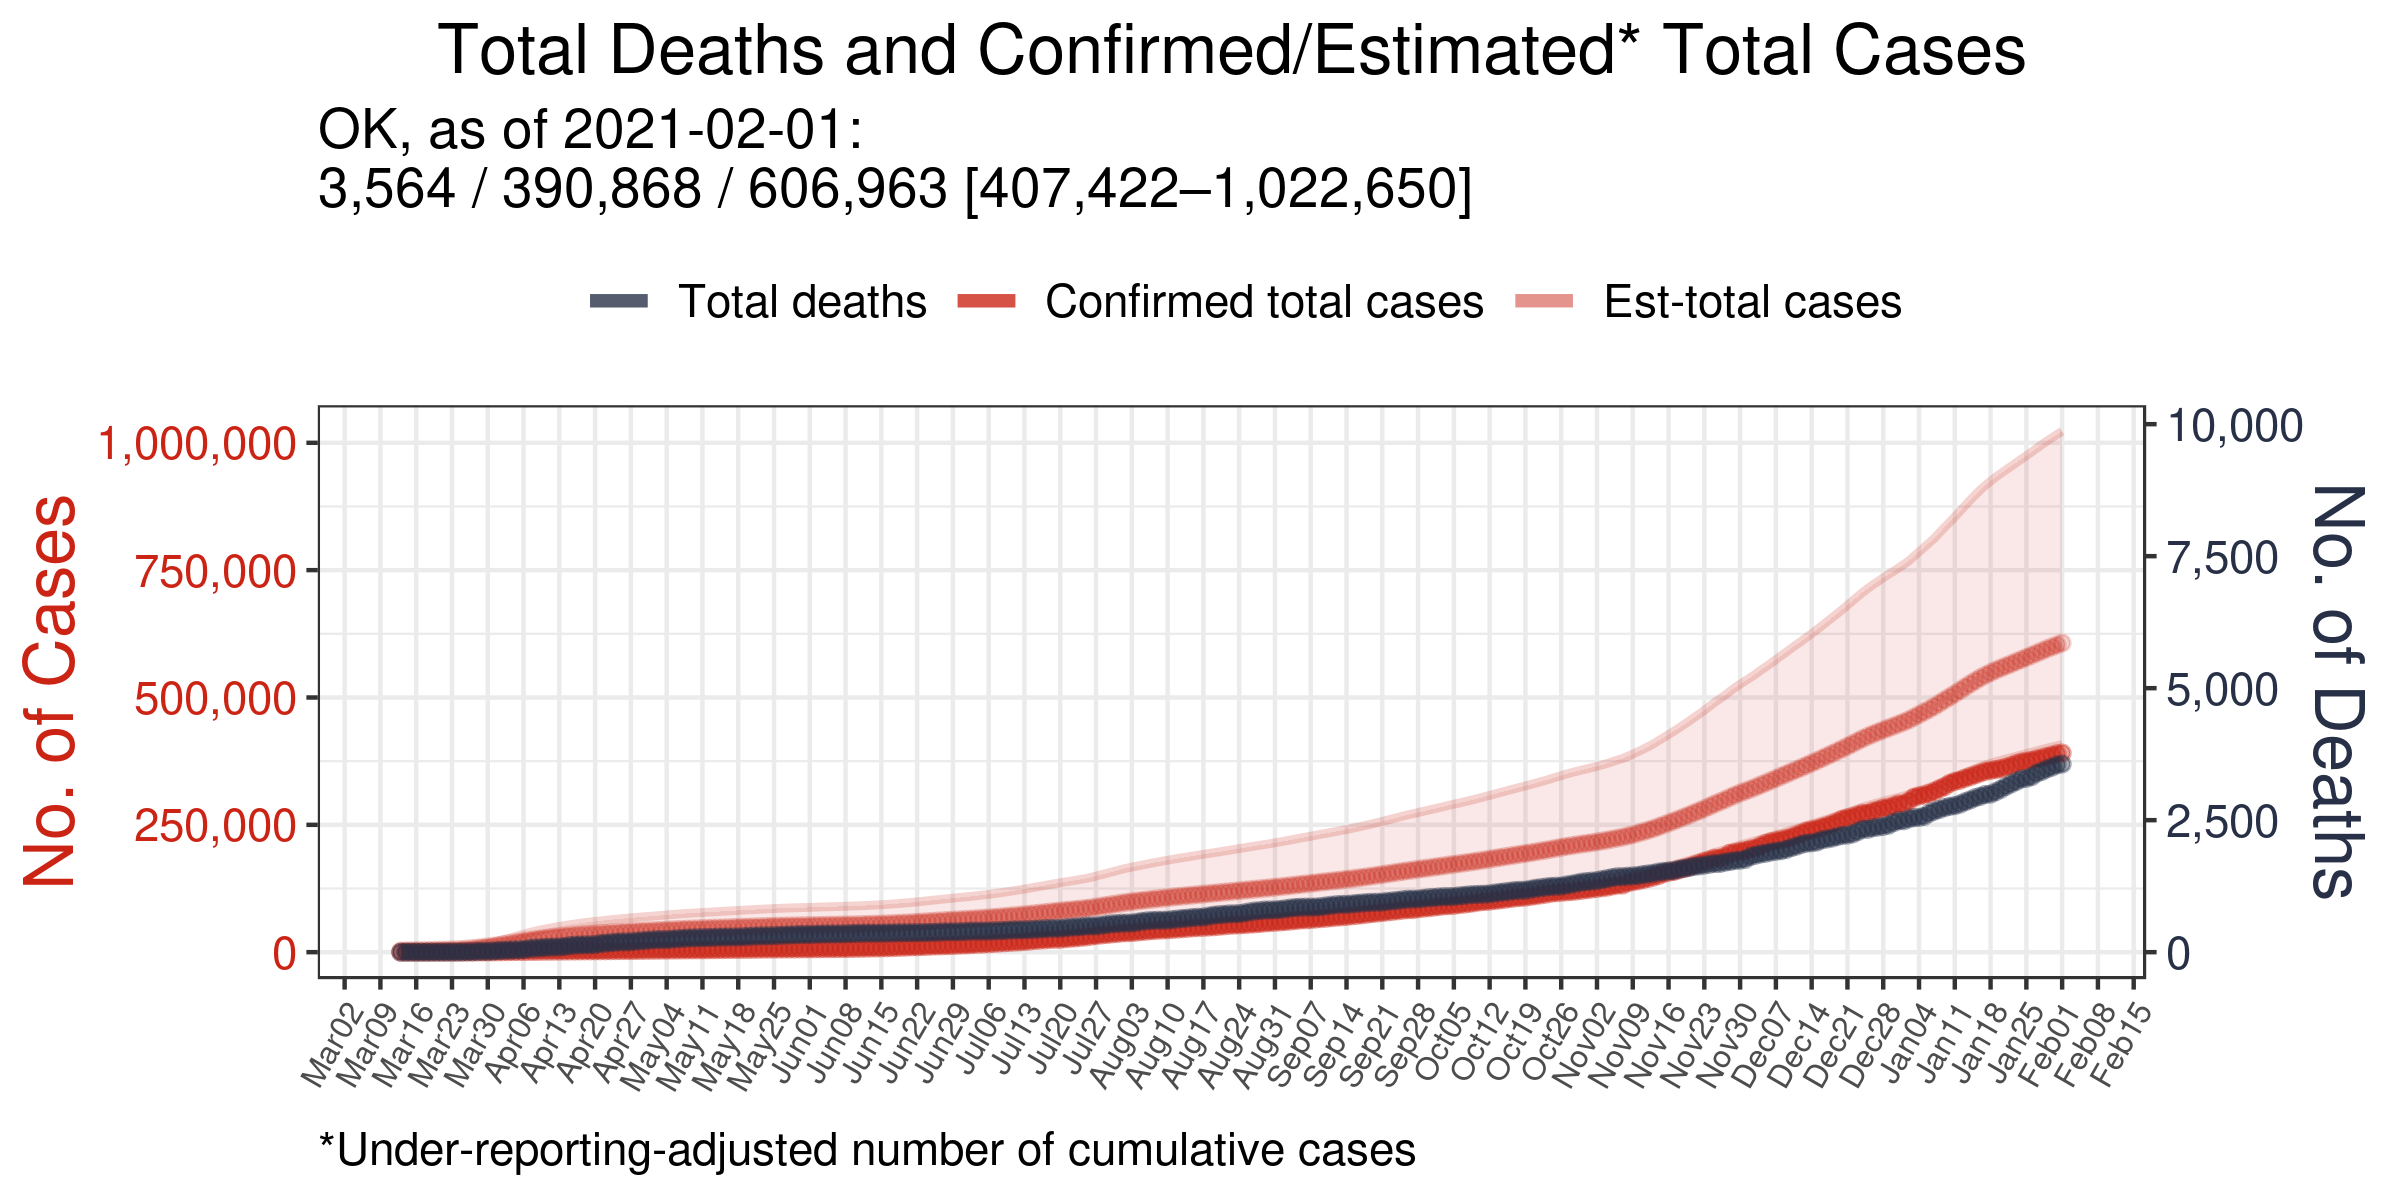 Total Deaths and Confirmed/Estimated* Total Cases
OK, as of 2021-02-01:
3,564 / 390,868 / 606,963 [407,422–1,022,650]
Total deaths
Confirmed total cases
Est-total cases
No. of Cases
1,000,000
750,000
500,000
250,000
0
10,000
7,500
5,000
2,500
0
No. of Deaths
Mar02
Mar09
Mar16
Mar23
Mar30
Apr06
Apr13
Apr20
Apr27
May04
May11
May18
May25
Jun01
Jun08
Jun15
Jun22
Jun29
Jul06
Jul13
Jul20
Jul27
Aug03
Aug10
Aug17
Aug24
Aug31
Sep07
Sep14
Sep21
Sep28
Oct05
Oct12
Oct19
Oct26
Nov02
Nov09
Nov16
Nov23
Nov30
Dec07
Dec14
Dec21
Dec28
Jan04
Jan11
Jan18
Jan25
Feb01
Feb08
Feb15
*Under-reporting-adjusted number of cumulative cases